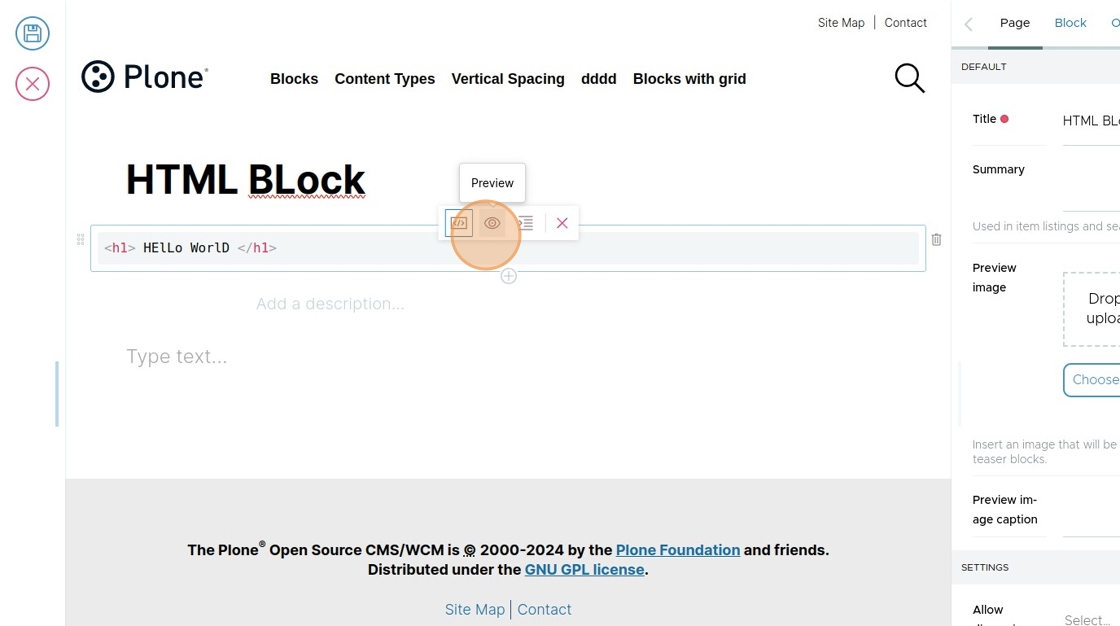 Site Map | Contact
Page Block
DEFAULT
Plone
Blocks Content Types Vertical Spacing dddd Blocks with grid
Title
HTML BLo
HTML BLock
Preview
Summary
Used in item listings and sea
<h1> HElLo WorlD </h1>
Preview
image
Drop
uploa
Add a description...
Type text...
Choose
Insert an image that will be
teaser blocks.
Preview im-
age caption
The Plone® Open Source CMS/WCM is © 2000-2024 by the Plone Foundation and friends.
Distributed under the GNU GPL license.
SETTINGS
Site Map | Contact
Allow
Select...